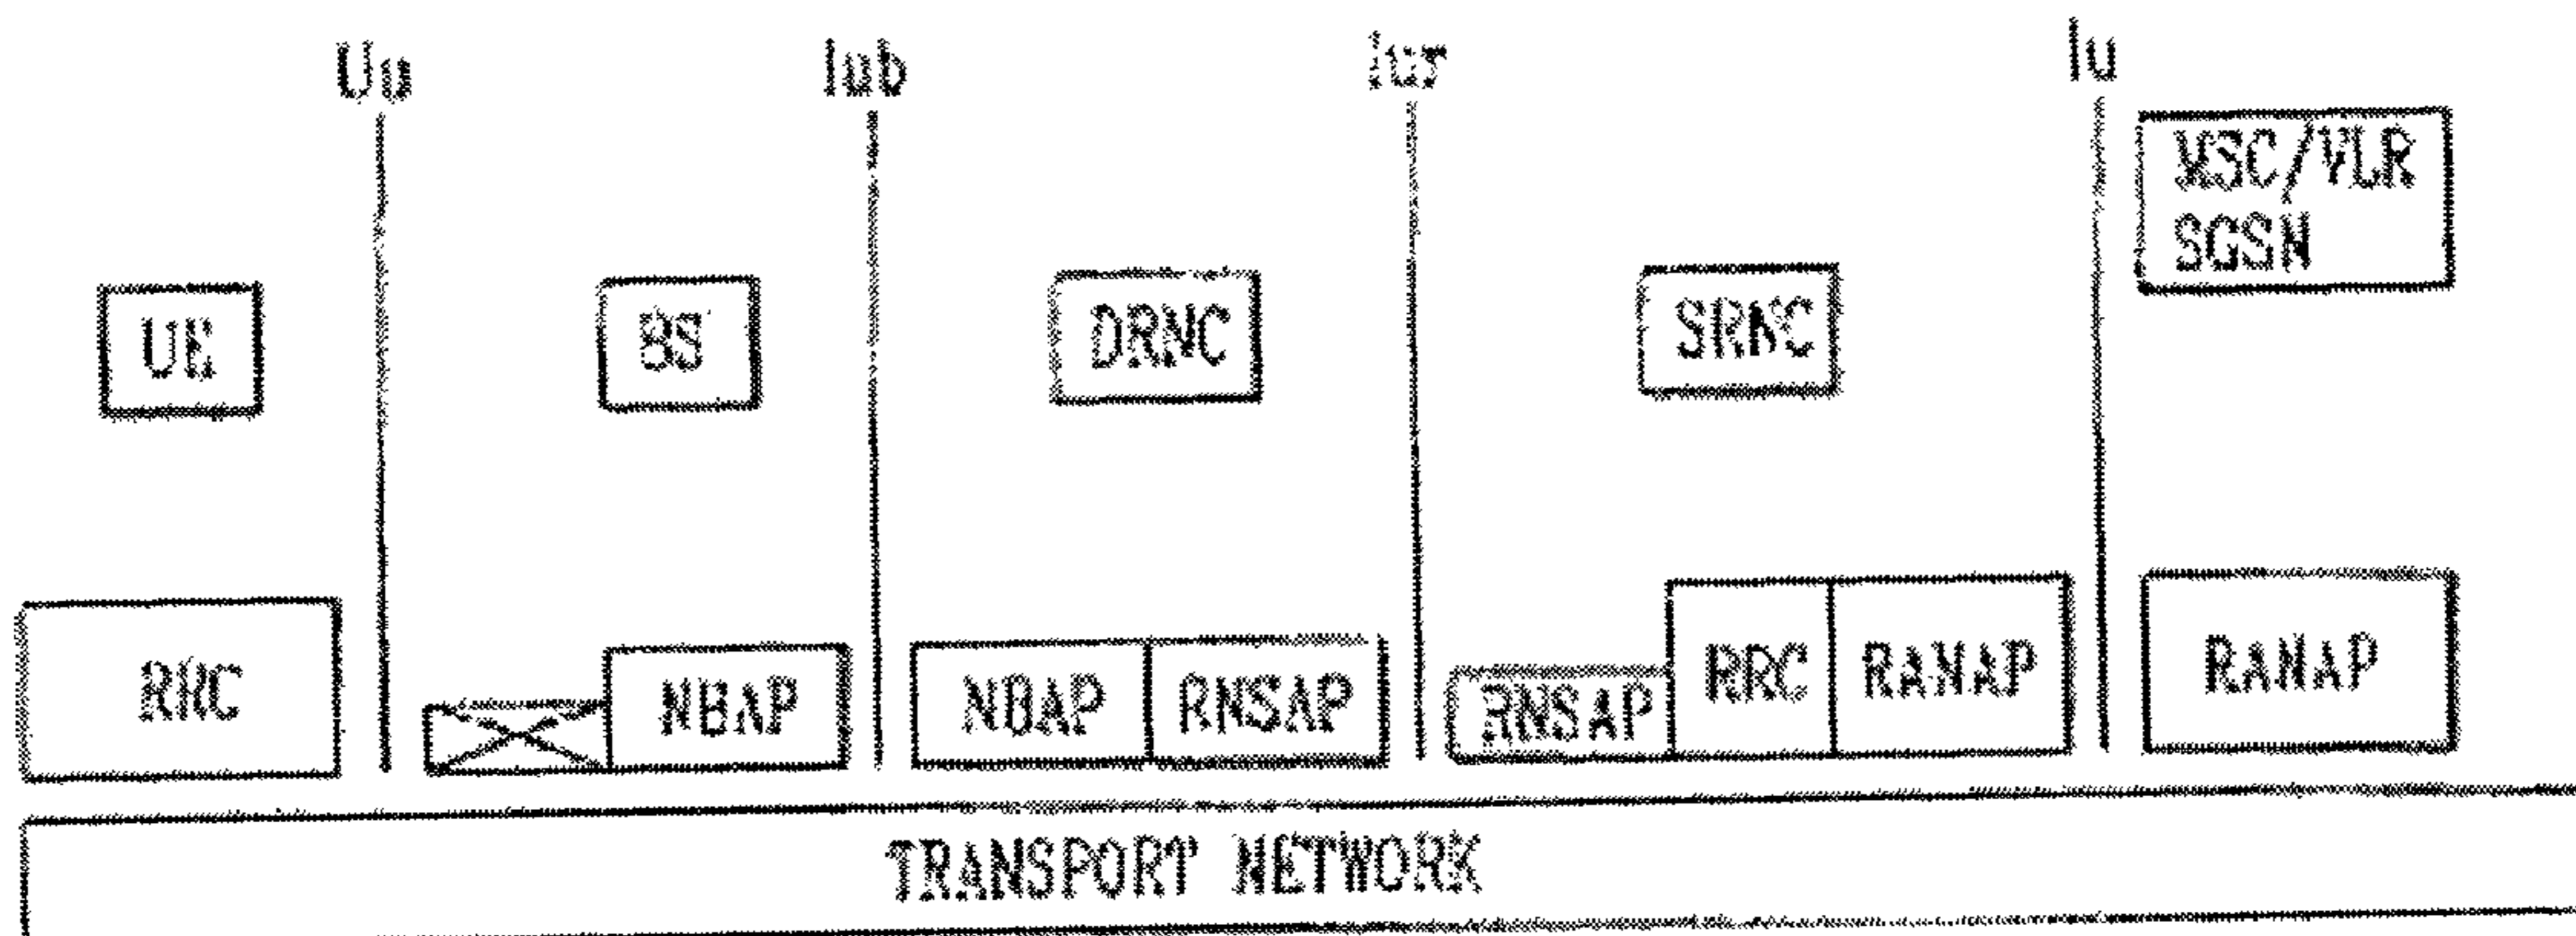 Uu
Iub
Iur
Iu
MSC/VLR
SGSN
UE
BS
DRNC
SRNC
RRC
NBAP
NBAP
RNSAP
RNSAP
RRC
RANAP
RANAP
TRANSPORT NETWORK